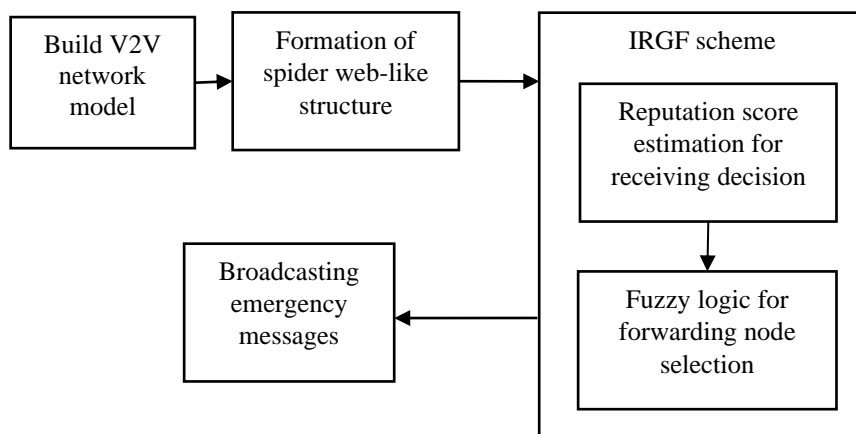 Build V2V
network
model
Formation of
spider web-like
structure
IRGF scheme
Reputation score
estimation for
receiving decision
Fuzzy logic for
forwarding node
selection
Broadcasting
emergency
messages